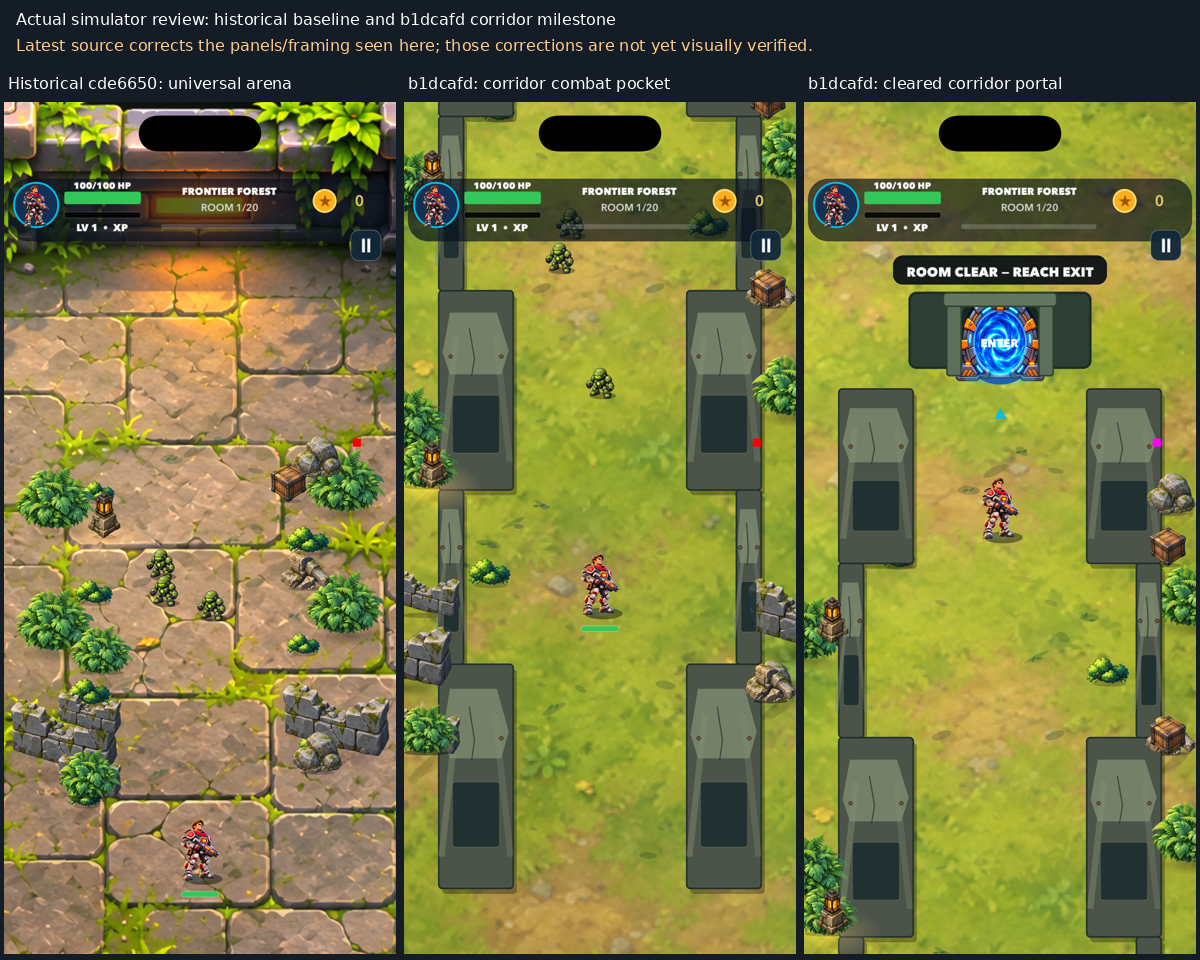 Actual simulator review: historical baseline and b1dcafd corridor milestone
Latest source corrects the panels/framing seen here; those corrections are not yet visually verified.
Historical cde6650: universal arena
100/100 HP
FRONTIER FOREST
ROOM 1/20
0
LV 1 • XP
b1dcafd: corridor combat pocket
100/100 HP
FRONTIER FOREST
ROOM 1/20
0
LV 1 • XP
b1dcafd: cleared corridor portal
100/100 HP
FRONTIER FOREST
ROOM 1/20
0
LV 1 • XP
ROOM CLEAR – REACH EXIT
ENTER